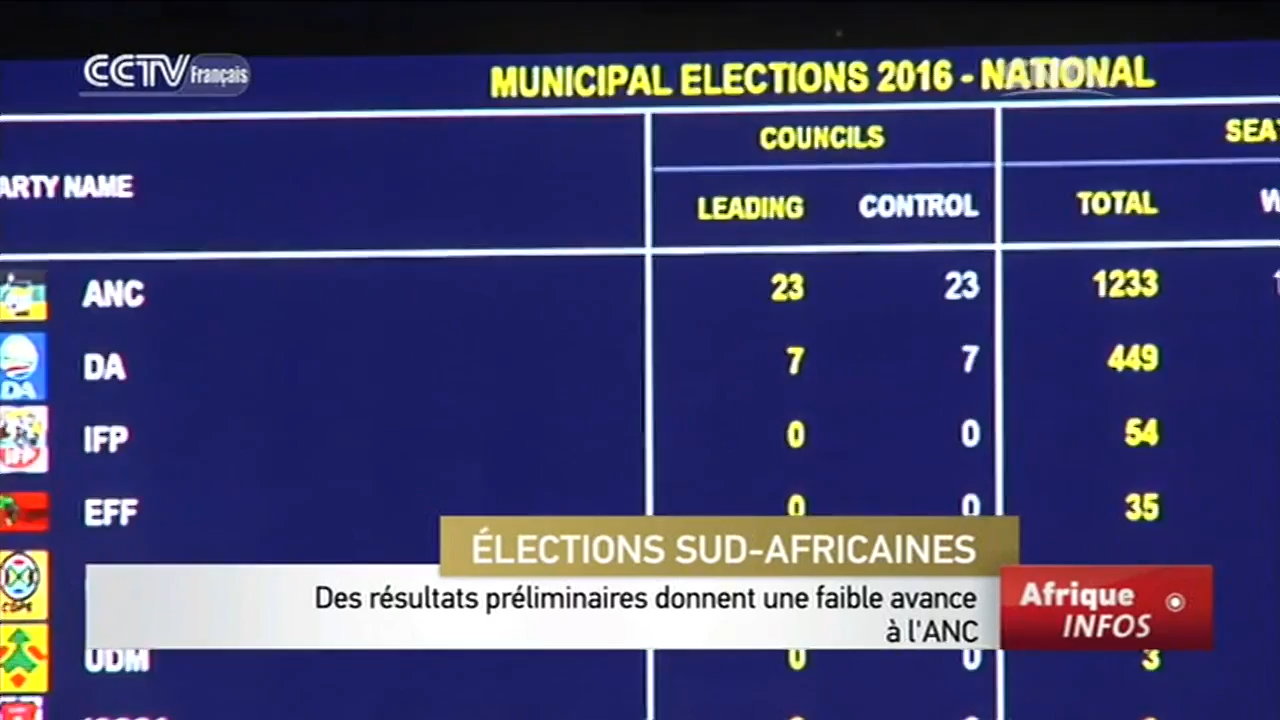 CCTV Français
MUNICIPAL ELECTIONS 2016 - NATIONAL
COUNCILS
ARTY NAME
LEADING CONTROL TOTAL
ANC 23 23 1233
DA 7 7 449
DA
IFP 0 0 54
EFF 0 0 35
ÉLECTIONS SUD-AFRICAINES
Des résultats préliminaires donnent une faible avance
à l'ANC
Afrique
INFOS
COPE
UDM 0 0 3